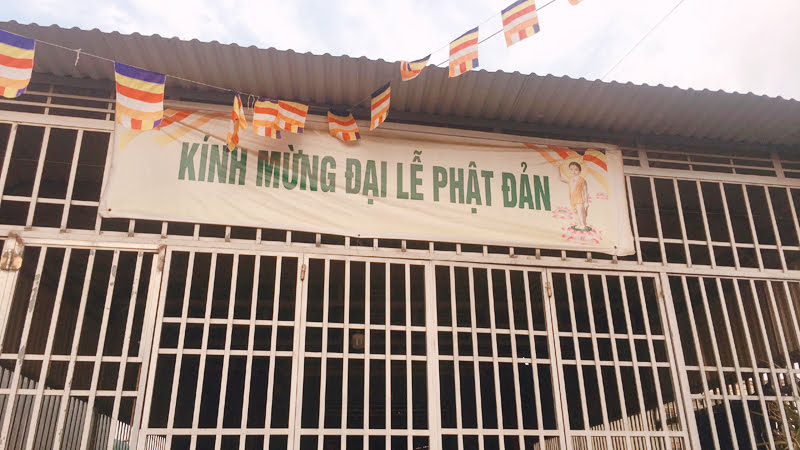 KÍNH MỪNG ĐẠI LỄ PHẬT ĐẢN